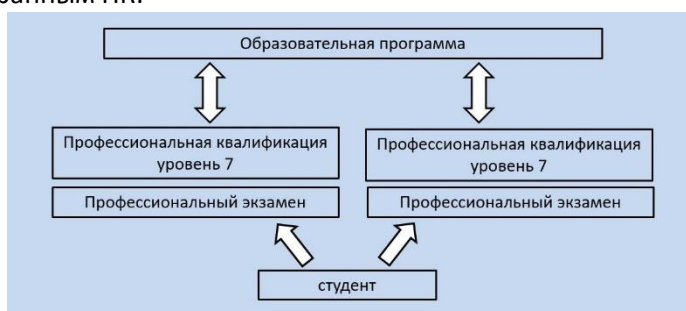 Образовательная программа
Профессиональная квалификация
уровень 7
Профессиональный экзамен
Профессиональная квалификация
уровень 7
Профессиональный экзамен
студент